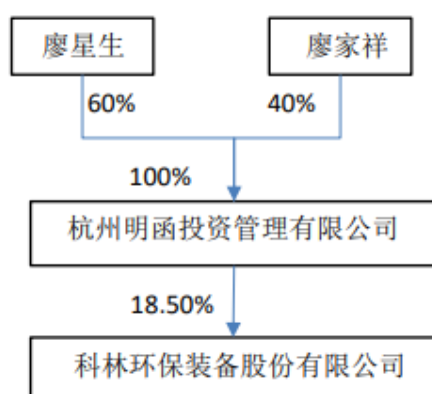 廖星生
廖家祥
60%
40%
100%
杭州明函投资管理有限公司
18.50%
科林环保装备股份有限公司